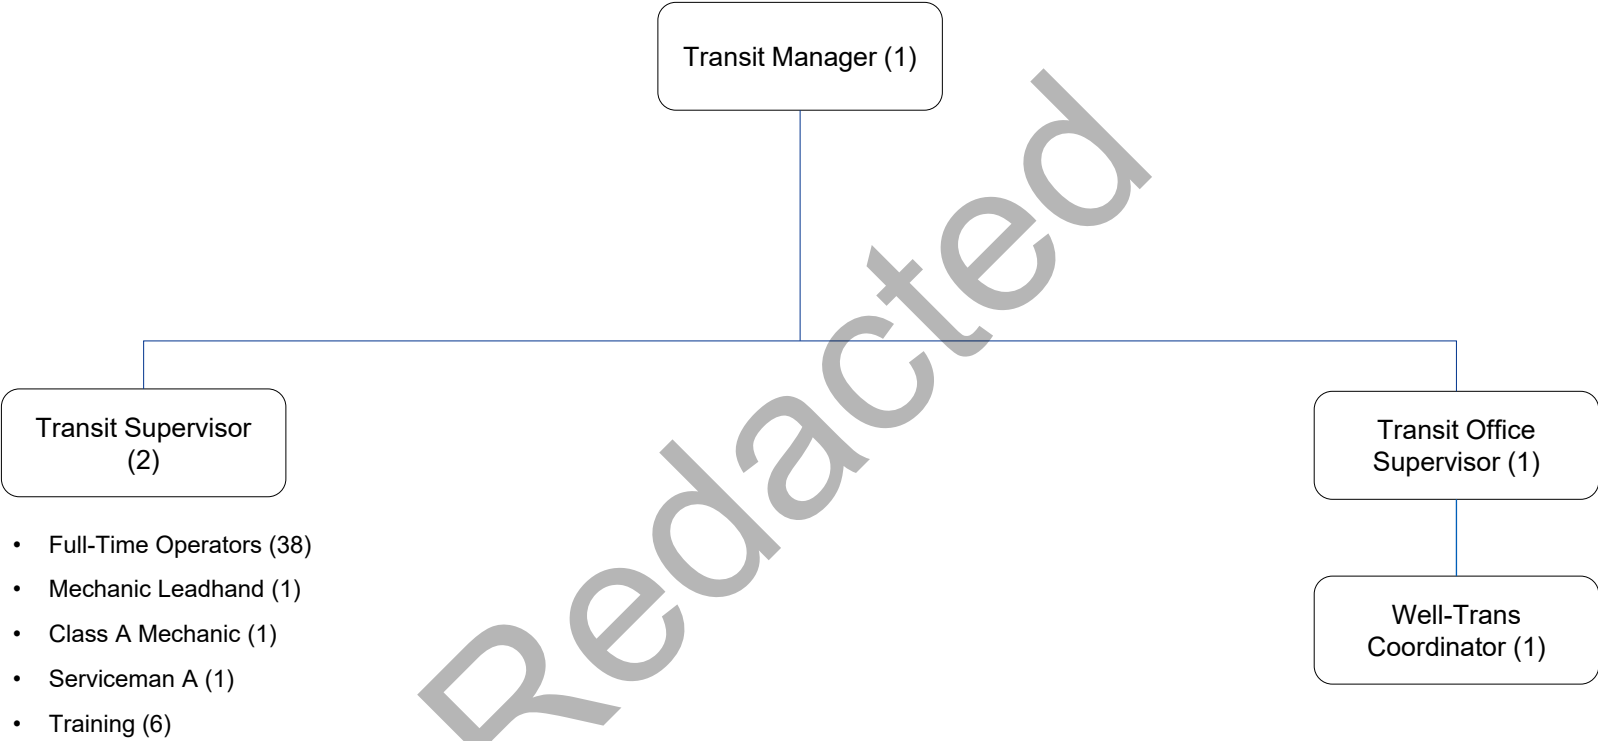 Transit Manager (1)
Transit Supervisor
(2)
• Full-Time Operators (38)
• Mechanic Leadhand (1)
• Class A Mechanic (1)
• Serviceman A (1)
• Training (6)
Transit Office
Supervisor (1)
Well-Trans
Coordinator (1)
Redacted